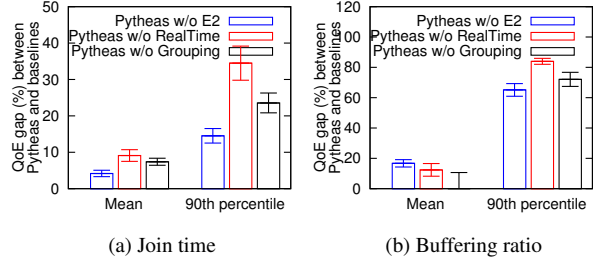 50
40
30
20
10
0
QoE gap (%) between
Pytheas and baselines
Pytheas w/o E2
Pytheas w/o RealTime
Pytheas w/o Grouping
Mean
90th percentile
(a) Join time
120
100
80
60
40
20
0
QoE gap (%) between
Pytheas and baselines
Pytheas w/o E2
Pytheas w/o RealTime
Pytheas w/o Grouping
Mean
90th percentile
(b) Buffering ratio